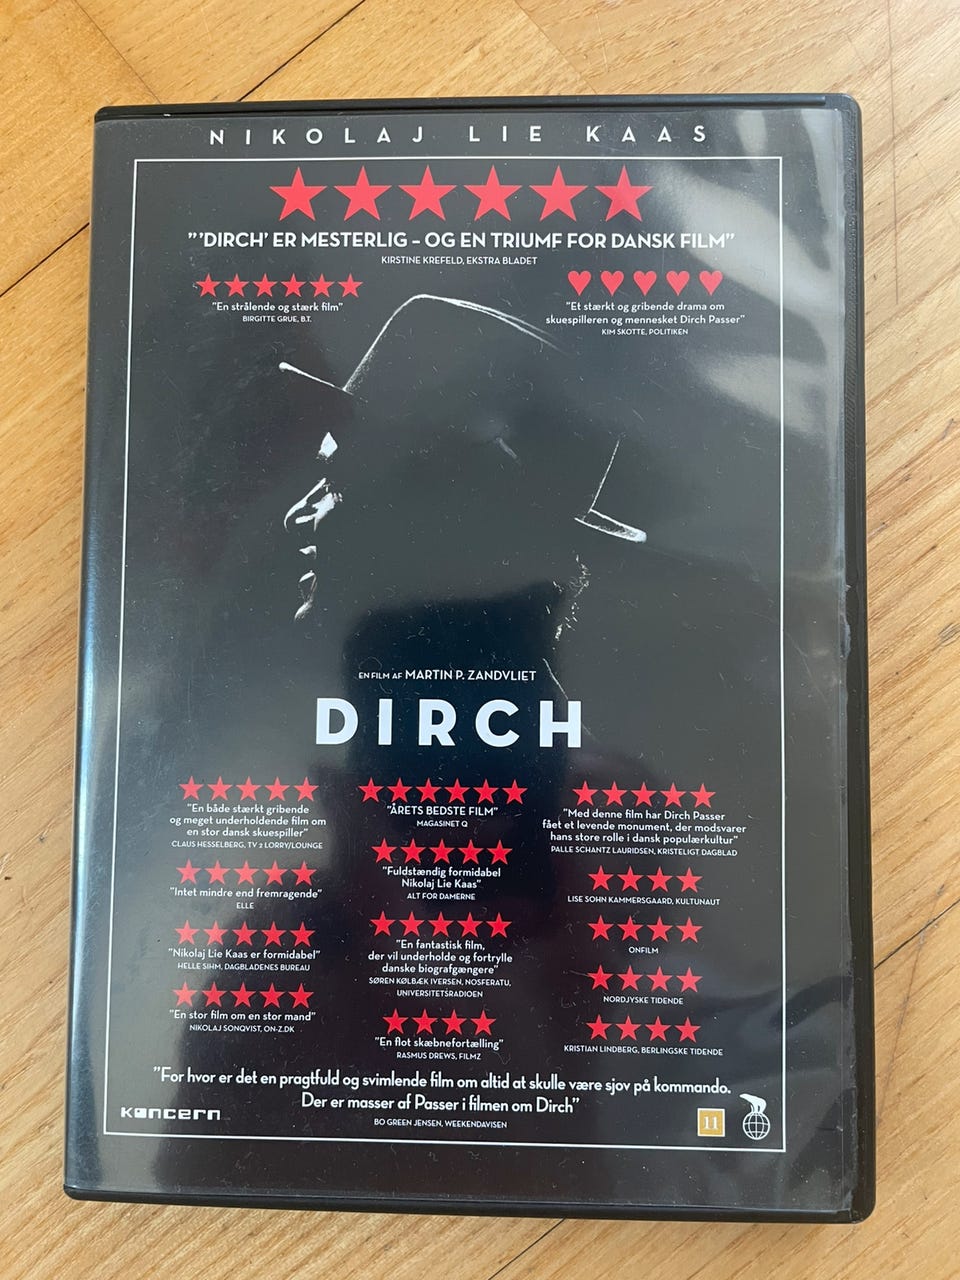 NIKOLAJ LIE KAAS
"'DIRCH' ER MESTERLIG – OG EN TRIUMF FOR DANSK FILM"
KIRSTINE KREFELD, EKSTRA BLADET
"En strålende og stærk film"
BIRGITTE GRUE, B.T.
"Et stærkt og gribende drama om
skuespilleren og mennesket Dirch Passer"
KIM SKOTTE, POLITIKEN
EN FILM AF MARTIN P. ZANDVLIET
DIRCH
"En både stærkt gribende
og meget underholdende film om
en stor dansk skuespiller"
CLAUS HESSELBERG, TV 2 LORRY/LOUNGE
"Intet mindre end fremragende"
ELLE
"Nikolaj Lie Kaas er formidabel"
HELLE SIHM, DAGBLADENES BUREAU
"En stor film om en stor mand"
NIKOLAJ SONQVIST, ON-Z.DK
"ÅRETS BEDSTE FILM"
MAGASINET Q
"Fuldstændig formidabel
Nikolaj Lie Kaas"
ALT FOR DAMERNE
"En fantastisk film,
der vil underholde og fortrylle
danske biografgængere"
SØREN KØLBÆK IVERSEN, NOSFERATU,
UNIVERSITETSRADIOEN
"En flot skæbnefortælling"
RASMUS DREWS, FILMZ
"Med denne film har Dirch Passer
fået et levende monument, der modsvarer
hans store rolle i dansk populærkultur"
PALLE SCHANTZ LAURIDSEN, KRISTELIGT DAGBLAD
LISE SOHN KAMMERSGAARD, KULTUNAUT
ONFILM
NORDJYSKE TIDENDE
KRISTIAN LINDBERG, BERLINGSKE TIDENDE
"For hvor er det en pragtfuld og svimlende film om altid at skulle være sjov på kommando.
Der er masser af Passer i filmen om Dirch"
BO GREEN JENSEN, WEEKENDAVISEN
KONCERN
11